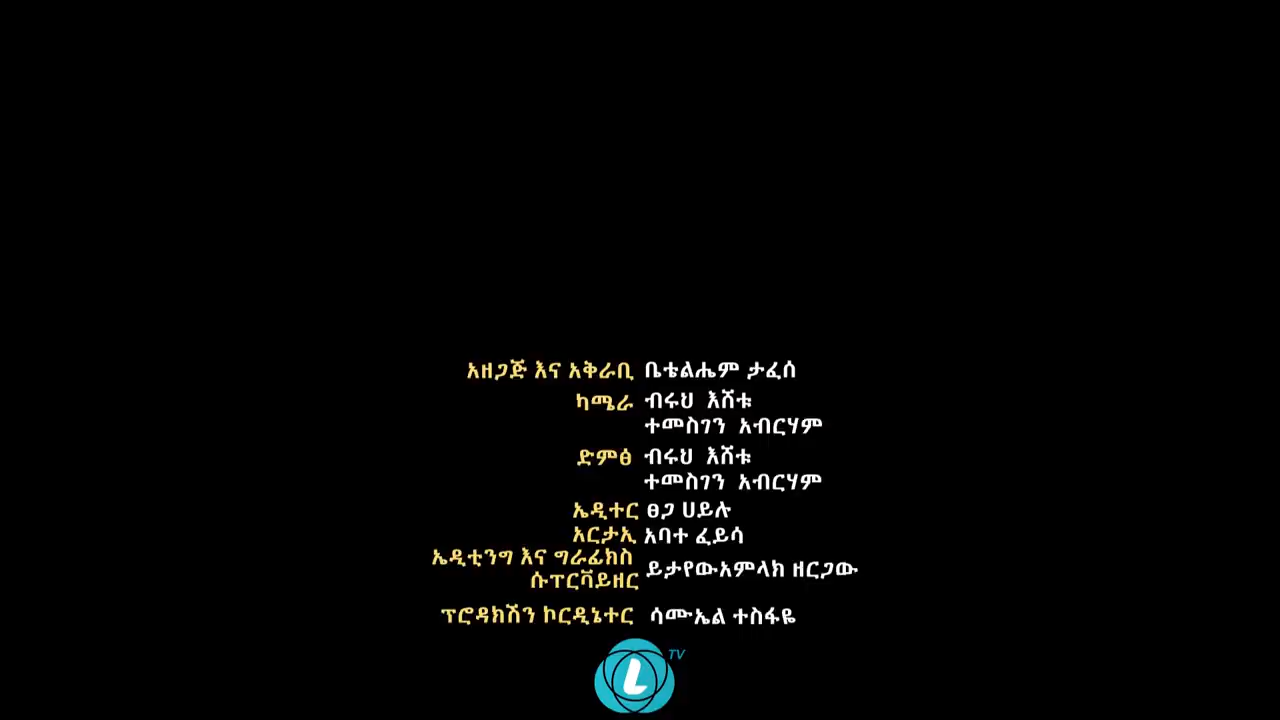 አዘጋጅ እና አቅራቢ ቤቴልሔም ታፈሰ
ካሜራ ብሩህ እሸቱ
ተመስገን አብርሃም
ድምፅ ብሩህ እሸቱ
ተመስገን አብርሃም
ኤዲተር ፀጋ ሀይሉ
አርታኢ አባተ ፈይሳ
ኤዲቲንግ እና ግራፊክስ
ሱፐርቫይዘር ይታየውአምላክ ዘርጋው
ፕሮዳክሽን ኮርዲኔተር ሳሙኤል ተስፋዬ
L TV